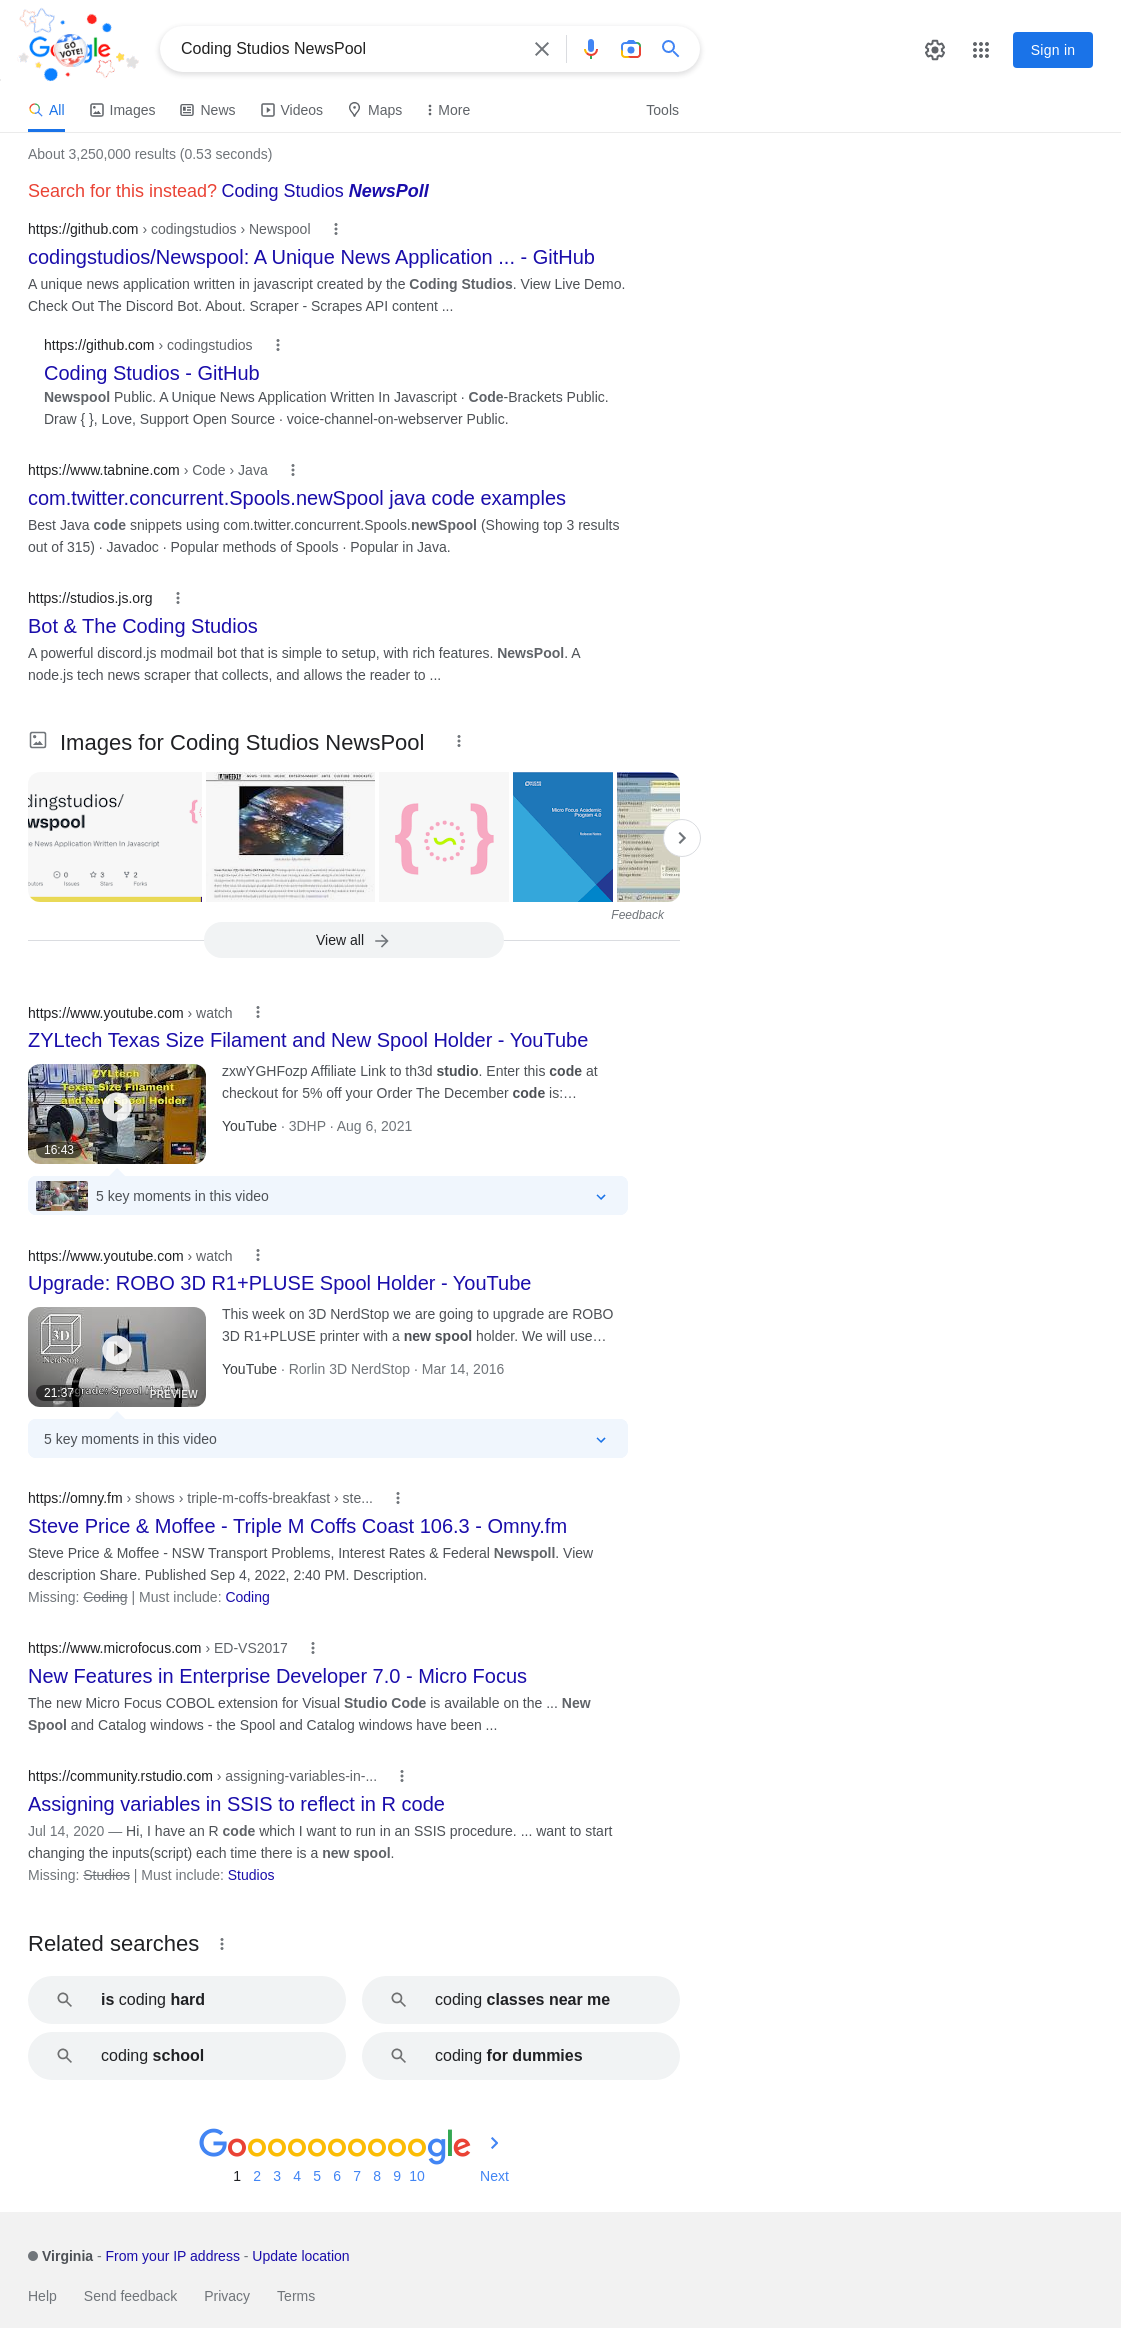 Google
GO VOTE!
Coding Studios NewsPool
Sign in
All
Images
News
Videos
Maps
More
Tools
About 3,250,000 results (0.53 seconds)
Search for this instead? Coding Studios NewsPoll
https://github.com › codingstudios › Newspool
codingstudios/Newspool: A Unique News Application ... - GitHub
A unique news application written in javascript created by the Coding Studios. View Live Demo.
Check Out The Discord Bot. About. Scraper - Scrapes API content ...
https://github.com › codingstudios
Coding Studios - GitHub
Newspool Public. A Unique News Application Written In Javascript · Code-Brackets Public.
Draw { }, Love, Support Open Source · voice-channel-on-webserver Public.
https://www.tabnine.com › Code › Java
com.twitter.concurrent.Spools.newSpool java code examples
Best Java code snippets using com.twitter.concurrent.Spools.newSpool (Showing top 3 results
out of 315) · Javadoc · Popular methods of Spools · Popular in Java.
https://studios.js.org
Bot & The Coding Studios
A powerful discord.js modmail bot that is simple to setup, with rich features. NewsPool. A
node.js tech news scraper that collects, and allows the reader to ...
Images for Coding Studios NewsPool
dingstudios/
wspool
e News Application Written In Javascript
0 3 2
Issues Stars Forks
Micro Focus Academic
Program 4.0
Feedback
View all
https://www.youtube.com › watch
ZYLtech Texas Size Filament and New Spool Holder - YouTube
ZYLtech
Texas Size Filament
and New Spool Holder
16:43
zxwYGHFozp Affiliate Link to th3d studio. Enter this code at
checkout for 5% off your Order The December code is:…
YouTube · 3DHP · Aug 6, 2021
5 key moments in this video
https://www.youtube.com › watch
Upgrade: ROBO 3D R1+PLUSE Spool Holder - YouTube
3D
NerdStop
21:37
PREVIEW
This week on 3D NerdStop we are going to upgrade are ROBO
3D R1+PLUSE printer with a new spool holder. We will use…
YouTube · Rorlin 3D NerdStop · Mar 14, 2016
5 key moments in this video
https://omny.fm › shows › triple-m-coffs-breakfast › ste...
Steve Price & Moffee - Triple M Coffs Coast 106.3 - Omny.fm
Steve Price & Moffee - NSW Transport Problems, Interest Rates & Federal Newspoll. View
description Share. Published Sep 4, 2022, 2:40 PM. Description.
Missing: Coding | Must include: Coding
https://www.microfocus.com › ED-VS2017
New Features in Enterprise Developer 7.0 - Micro Focus
The new Micro Focus COBOL extension for Visual Studio Code is available on the ... New
Spool and Catalog windows - the Spool and Catalog windows have been ...
https://community.rstudio.com › assigning-variables-in-...
Assigning variables in SSIS to reflect in R code
Jul 14, 2020 — Hi, I have an R code which I want to run in an SSIS procedure. ... want to start
changing the inputs(script) each time there is a new spool.
Missing: Studios | Must include: Studios
Related searches
is coding hard
coding classes near me
coding school
coding for dummies
Goooooooooogle
1 2 3 4 5 6 7 8 9 10 Next
Virginia - From your IP address - Update location
Help Send feedback Privacy Terms